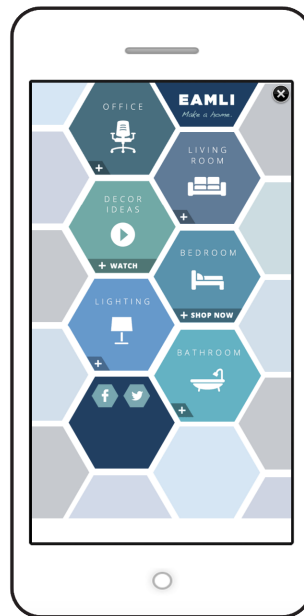 OFFICE
EAMLI
Make a home.
+
LIVING
ROOM
+
DECOR
IDEAS
+ WATCH
BEDROOM
+ SHOP NOW
LIGHTING
+
BATHROOM
+
f